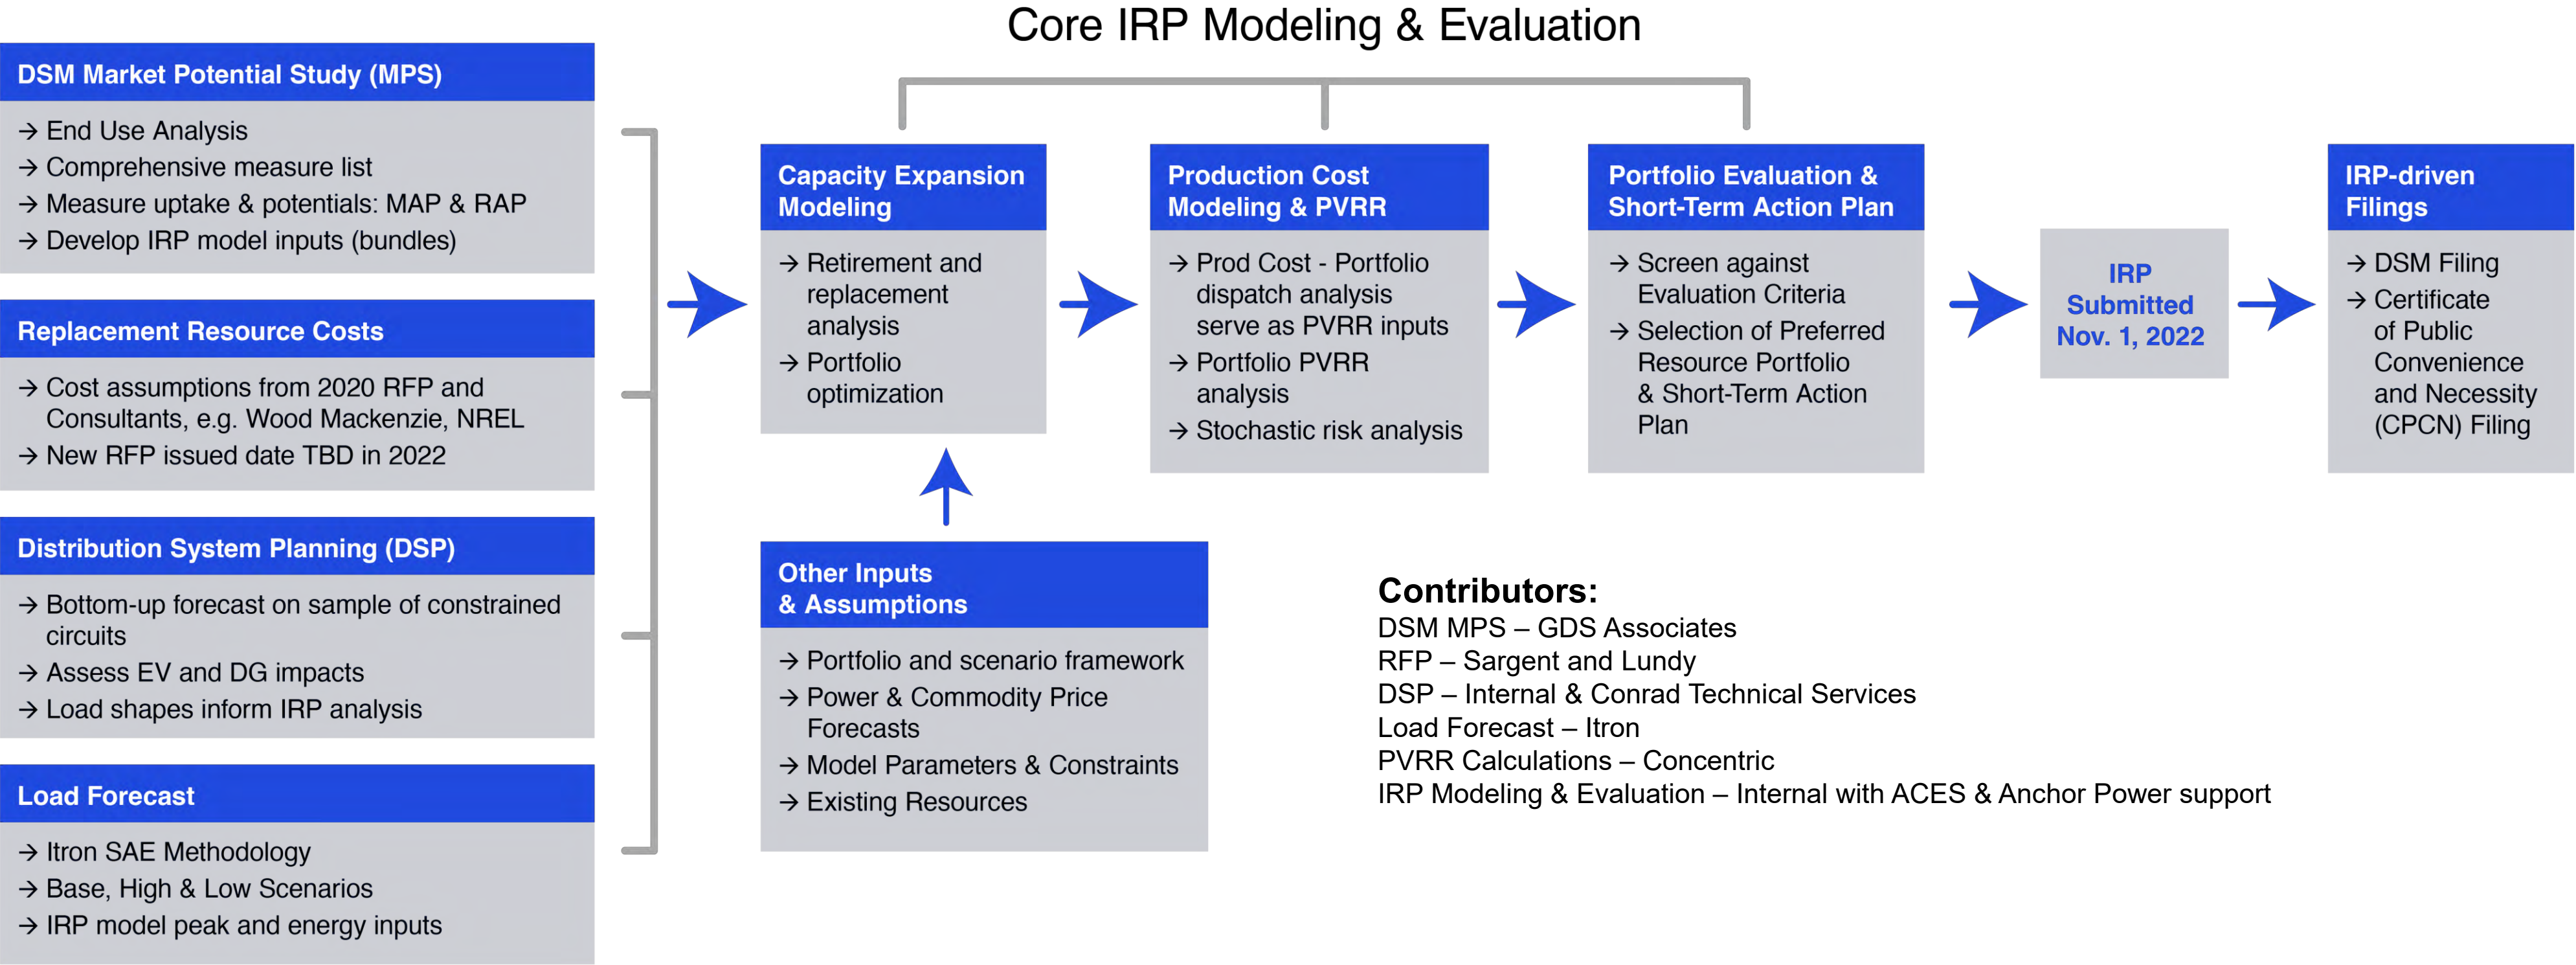 Core IRP Modeling & Evaluation
DSM Market Potential Study (MPS)
→ End Use Analysis
→ Comprehensive measure list
→ Measure uptake & potentials: MAP & RAP
→ Develop IRP model inputs (bundles)
Replacement Resource Costs
→ Cost assumptions from 2020 RFP and
Consultants, e.g. Wood Mackenzie, NREL
→ New RFP issued date TBD in 2022
Distribution System Planning (DSP)
→ Bottom-up forecast on sample of constrained
circuits
→ Assess EV and DG impacts
→ Load shapes inform IRP analysis
Load Forecast
→ Itron SAE Methodology
→ Base, High & Low Scenarios
→ IRP model peak and energy inputs
Capacity Expansion
Modeling
→ Retirement and
replacement
analysis
→ Portfolio
optimization
Other Inputs
& Assumptions
→ Portfolio and scenario framework
→ Power & Commodity Price
Forecasts
→ Model Parameters & Constraints
→ Existing Resources
Production Cost
Modeling & PVRR
→ Prod Cost - Portfolio
dispatch analysis
serve as PVRR inputs
→ Portfolio PVRR
analysis
→ Stochastic risk analysis
Portfolio Evaluation &
Short-Term Action Plan
→ Screen against
Evaluation Criteria
→ Selection of Preferred
Resource Portfolio
& Short-Term Action
Plan
IRP
Submitted
Nov. 1, 2022
IRP-driven
Filings
→ DSM Filing
→ Certificate
of Public
Convenience
and Necessity
(CPCN) Filing
Contributors:
DSM MPS – GDS Associates
RFP – Sargent and Lundy
DSP – Internal & Conrad Technical Services
Load Forecast – Itron
PVRR Calculations – Concentric
IRP Modeling & Evaluation – Internal with ACES & Anchor Power support